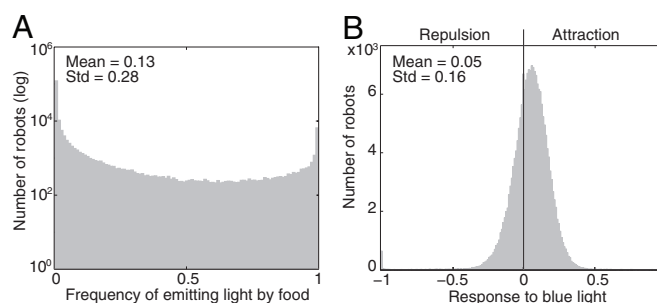 A
Mean = 0.13
Std = 0.28
10^6
10^4
10^2
10^0
Number of robots (log)
0
0.5
1
Frequency of emitting light by food
B
Repulsion
Attraction
x10^3
Mean = 0.05
Std = 0.16
6
4
2
0
Number of robots
-1
-0.5
0
0.5
Response to blue light